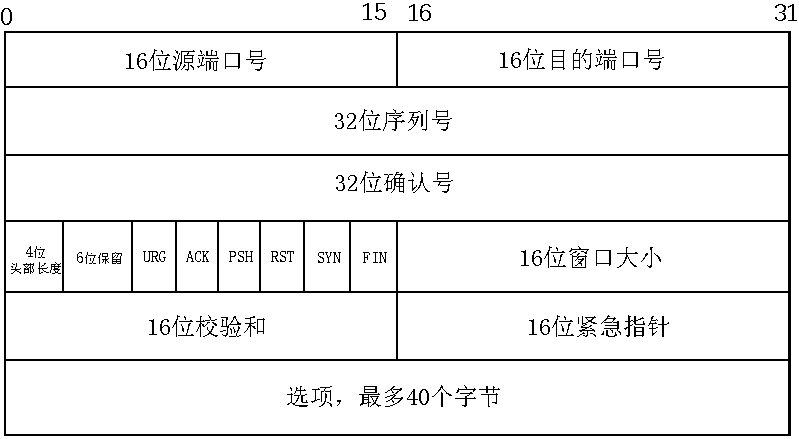 0 15 16 31
16位源端口号 16位目的端口号
32位序列号
32位确认号
4位
头部长度 6位保留 URG ACK PSH RST SYN FIN 16位窗口大小
16位校验和 16位紧急指针
选项，最多40个字节